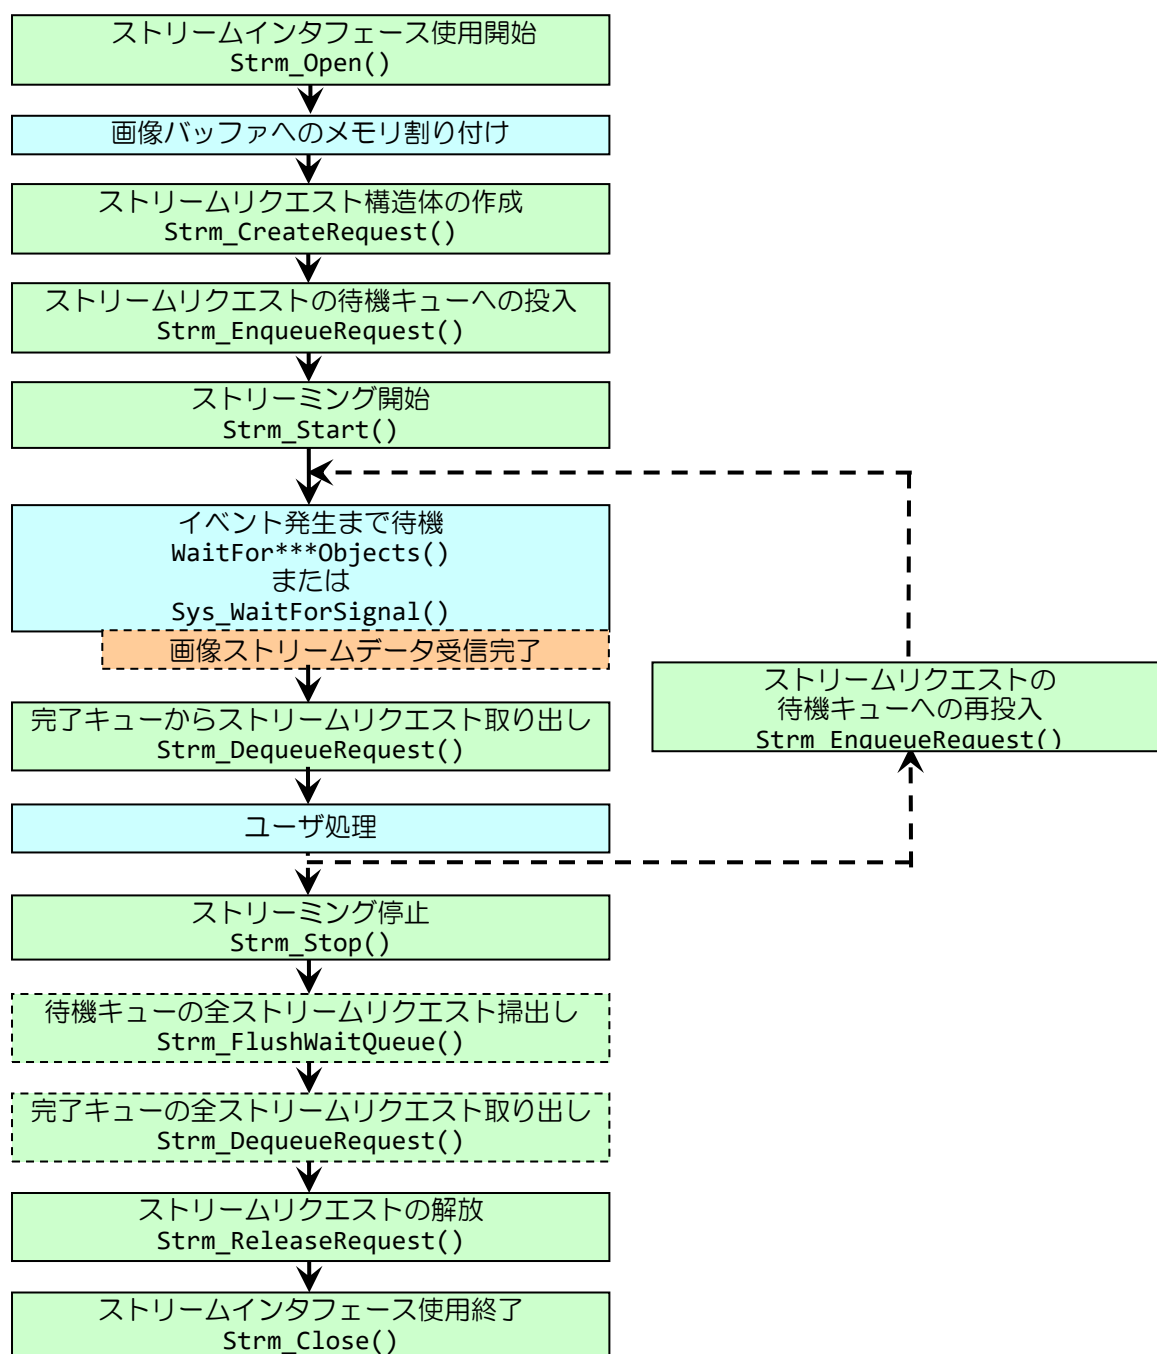 ストリームインタフェース使用開始
Strm_Open()
画像バッファへのメモリ割り付け
ストリームリクエスト構造体の作成
Strm_CreateRequest()
ストリームリクエストの待機キューへの投入
Strm_EnqueueRequest()
ストリーミング開始
Strm_Start()
イベント発生まで待機
WaitFor***Objects()
または
Sys_WaitForSignal()
画像ストリームデータ受信完了
完了キューからストリームリクエスト取り出し
Strm_DequeueRequest()
ストリームリクエストの
待機キューへの再投入
Strm_EnqueueRequest()
ユーザ処理
ストリーミング停止
Strm_Stop()
待機キューの全ストリームリクエスト掃出し
Strm_FlushWaitQueue()
完了キューの全ストリームリクエスト取り出し
Strm_DequeueRequest()
ストリームリクエストの解放
Strm_ReleaseRequest()
ストリームインタフェース使用終了
Strm_Close()